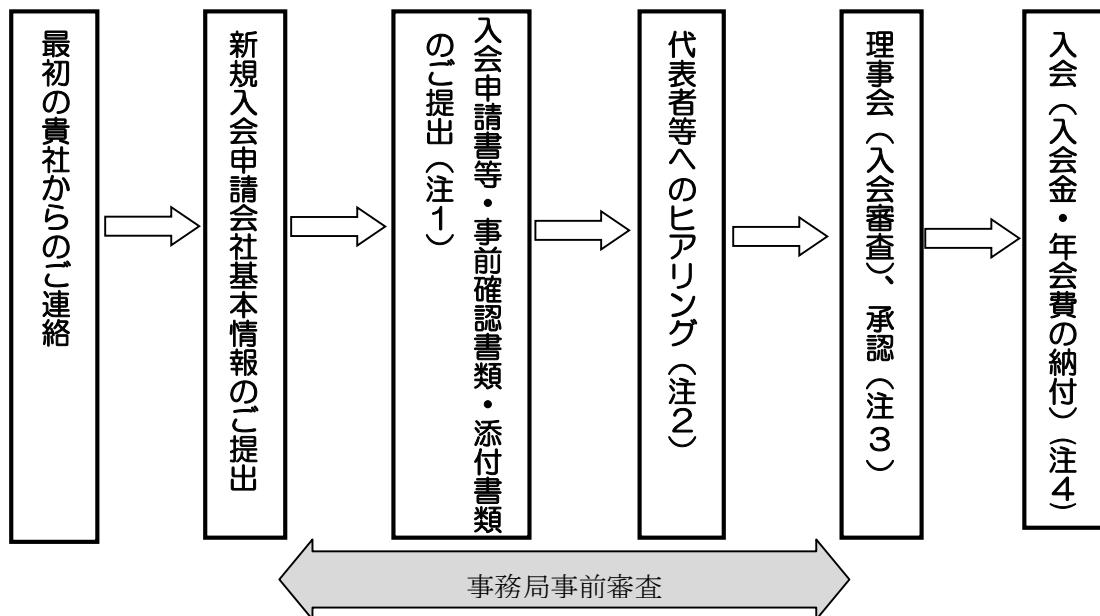 最初の貴社からのご連絡
新規入会申請会社基本情報のご提出
入会申請書等・事前確認書類・添付書類
のご提出（注１）
代表者等へのヒアリング（注２）
理事会（入会審査）、承認（注３）
入会（入会金・年会費の納付）（注４）
事務局事前審査